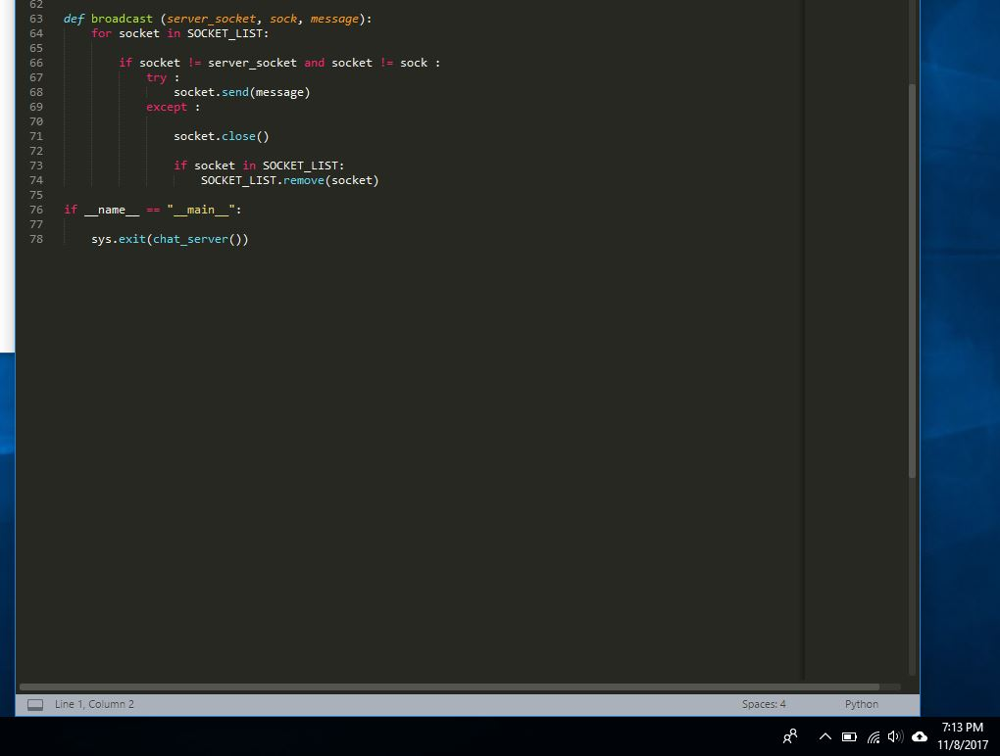 62
63 def broadcast (server_socket, sock, message):
64 for socket in SOCKET_LIST:
65
66 if socket != server_socket and socket != sock :
67 try :
68 socket.send(message)
69 except :
70
71 socket.close()
72
73 if socket in SOCKET_LIST:
74 SOCKET_LIST.remove(socket)
75
76 if __name__ == "__main__":
77
78 sys.exit(chat_server())
Line 1, Column 2 Spaces: 4 Python
7:13 PM
11/8/2017